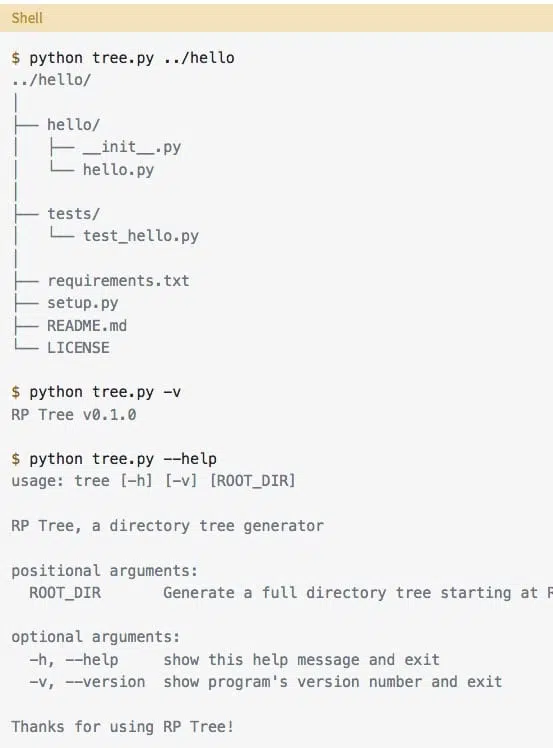 Shell
$ python tree.py ../hello
../hello/
│
├── hello/
│   ├── __init__.py
│   └── hello.py
│
├── tests/
│   └── test_hello.py
│
├── requirements.txt
├── setup.py
├── README.md
└── LICENSE
$ python tree.py -v
RP Tree v0.1.0
$ python tree.py --help
usage: tree [-h] [-v] [ROOT_DIR]
RP Tree, a directory tree generator
positional arguments:
  ROOT_DIR       Generate a full directory tree starting at
optional arguments:
  -h, --help     show this help message and exit
  -v, --version  show program's version number and exit
Thanks for using RP Tree!